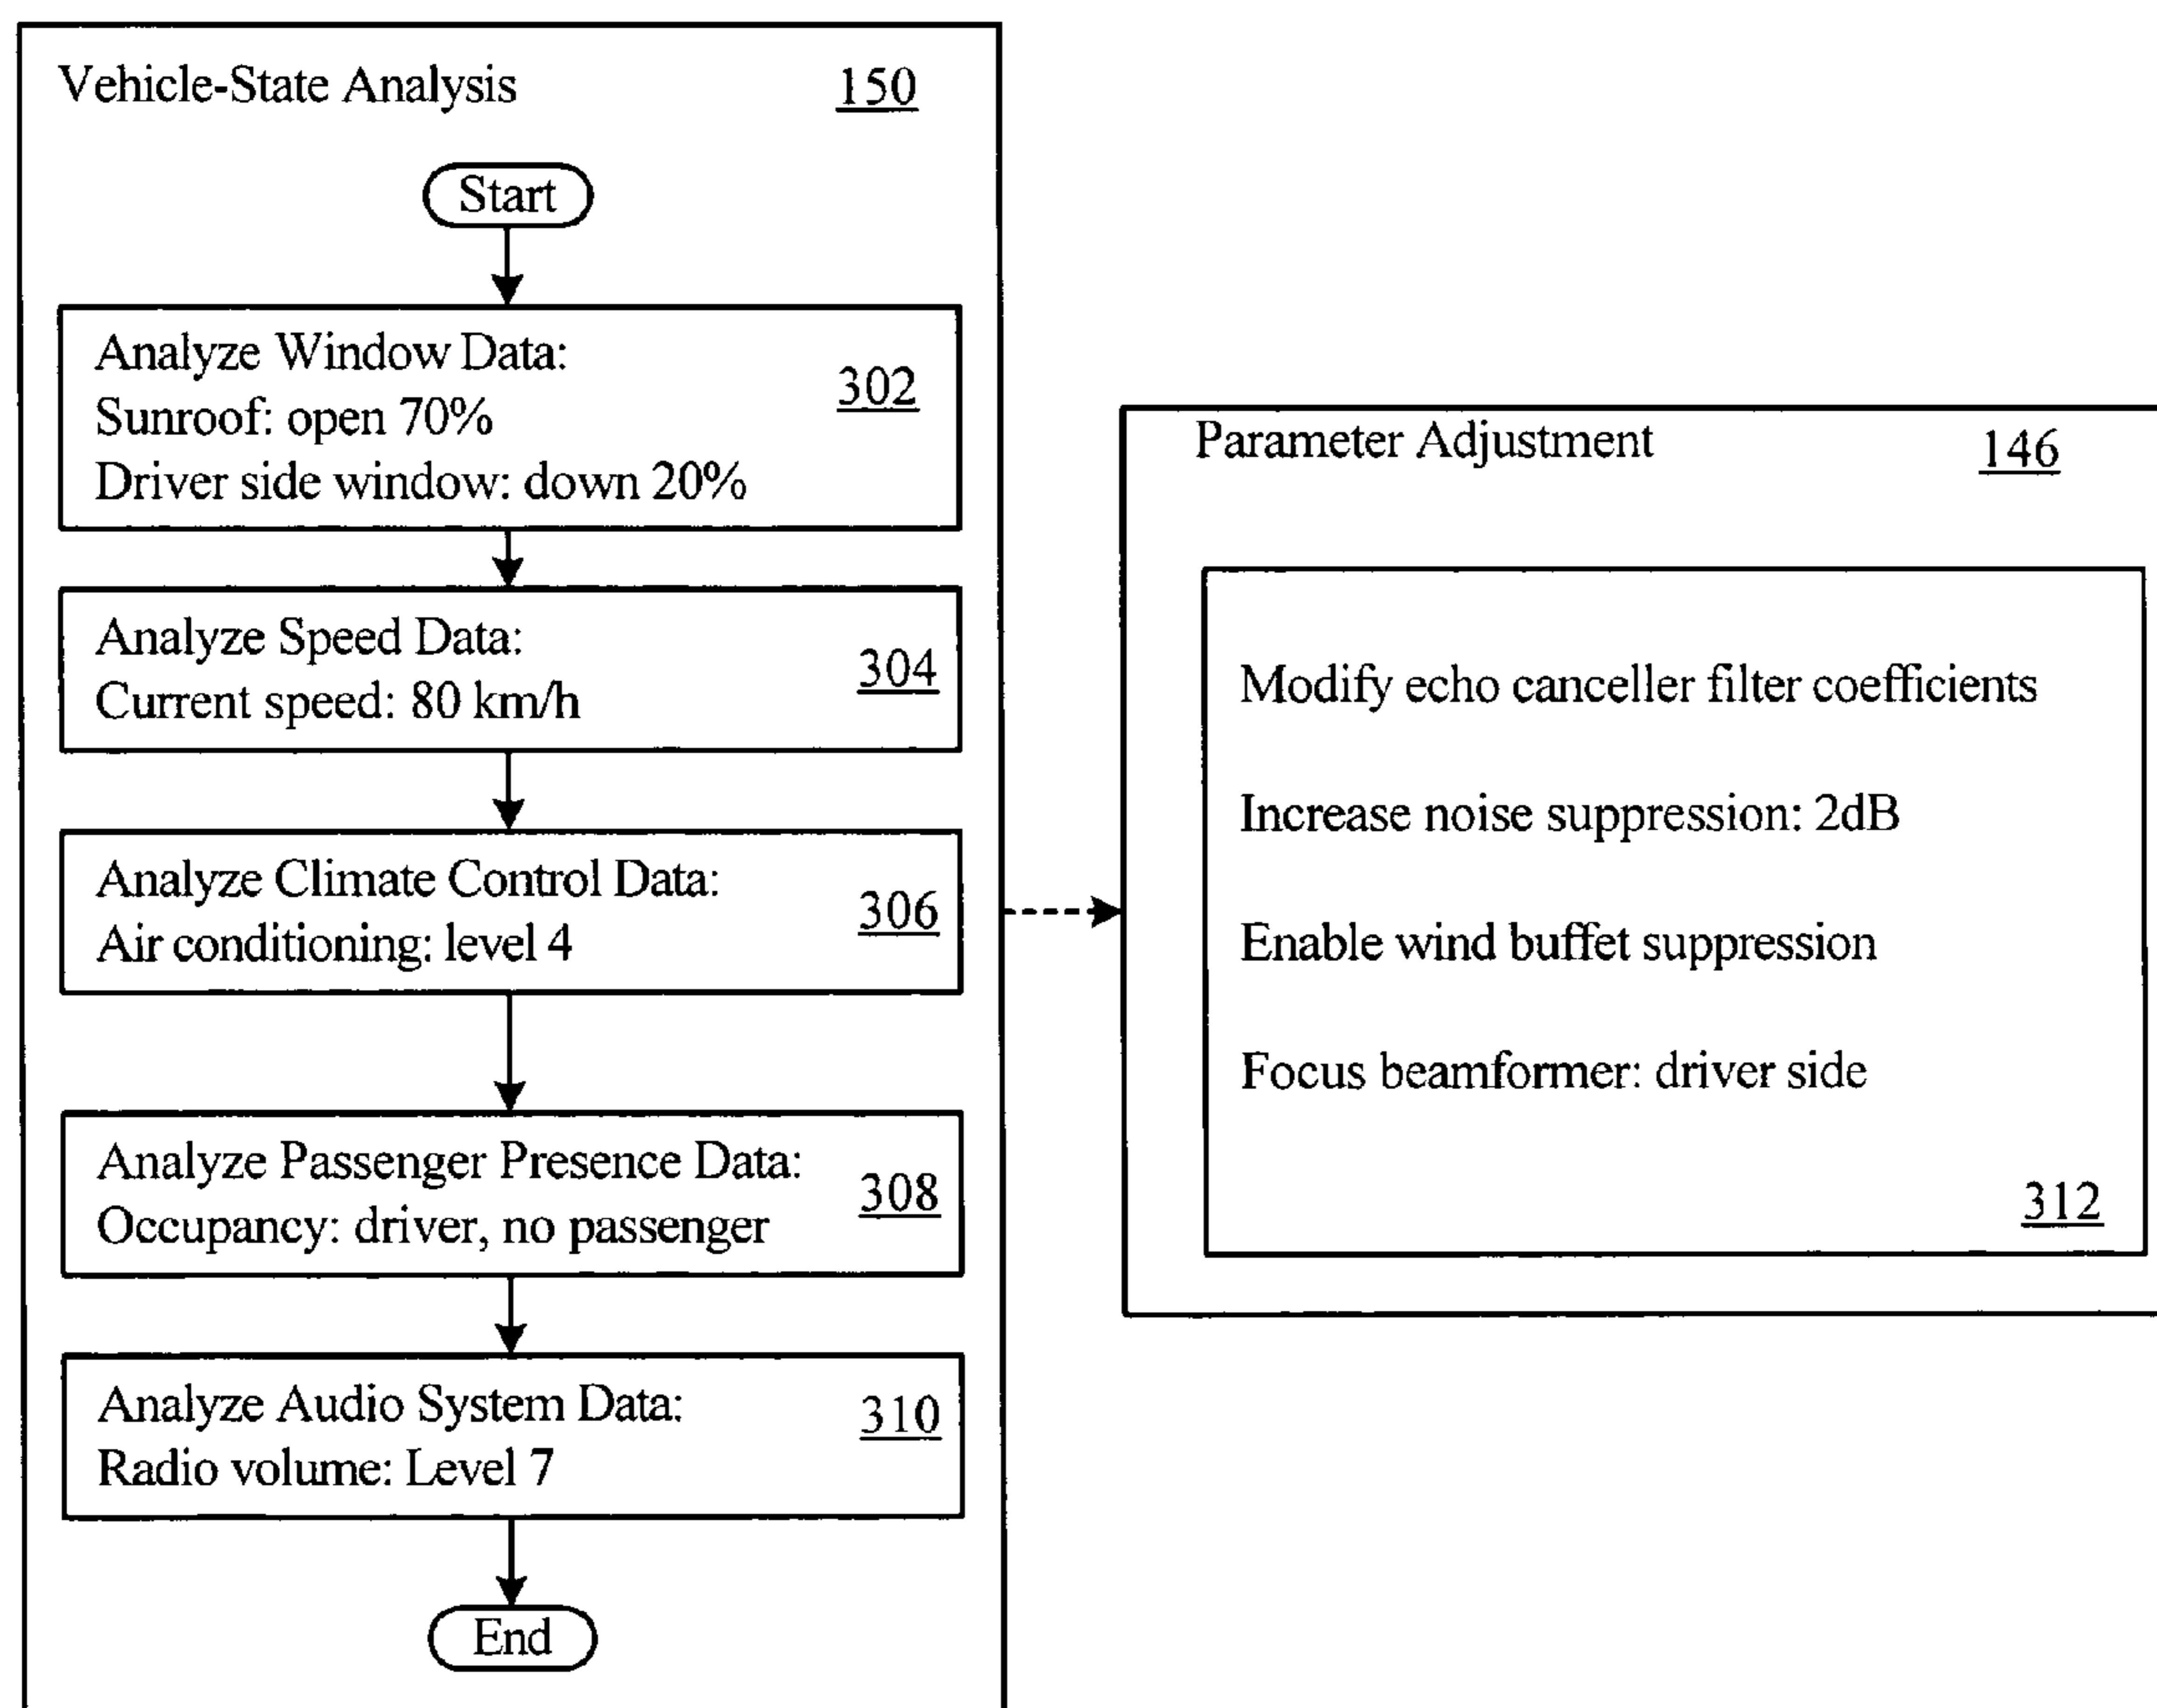 Vehicle-State Analysis 150
Start
Analyze Window Data:
302
Sunroof: open 70%
Driver side window: down 20%
Analyze Speed Data:
304
Current speed: 80 km/h
Analyze Climate Control Data:
306
Air conditioning: level 4
Analyze Passenger Presence Data:
308
Occupancy: driver, no passenger
Analyze Audio System Data:
310
Radio volume: Level 7
End
Parameter Adjustment 146
Modify echo canceller filter coefficients
Increase noise suppression: 2dB
Enable wind buffet suppression
Focus beamformer: driver side
312